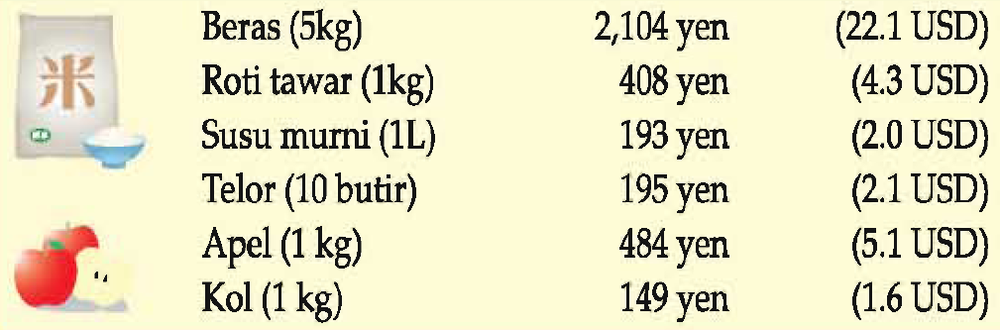 米
Beras (5kg) 2,104 yen (22.1 USD)
Roti tawar (1kg) 408 yen (4.3 USD)
Susu murni (1L) 193 yen (2.0 USD)
Telor (10 butir) 195 yen (2.1 USD)
Apel (1 kg) 484 yen (5.1 USD)
Kol (1 kg) 149 yen (1.6 USD)